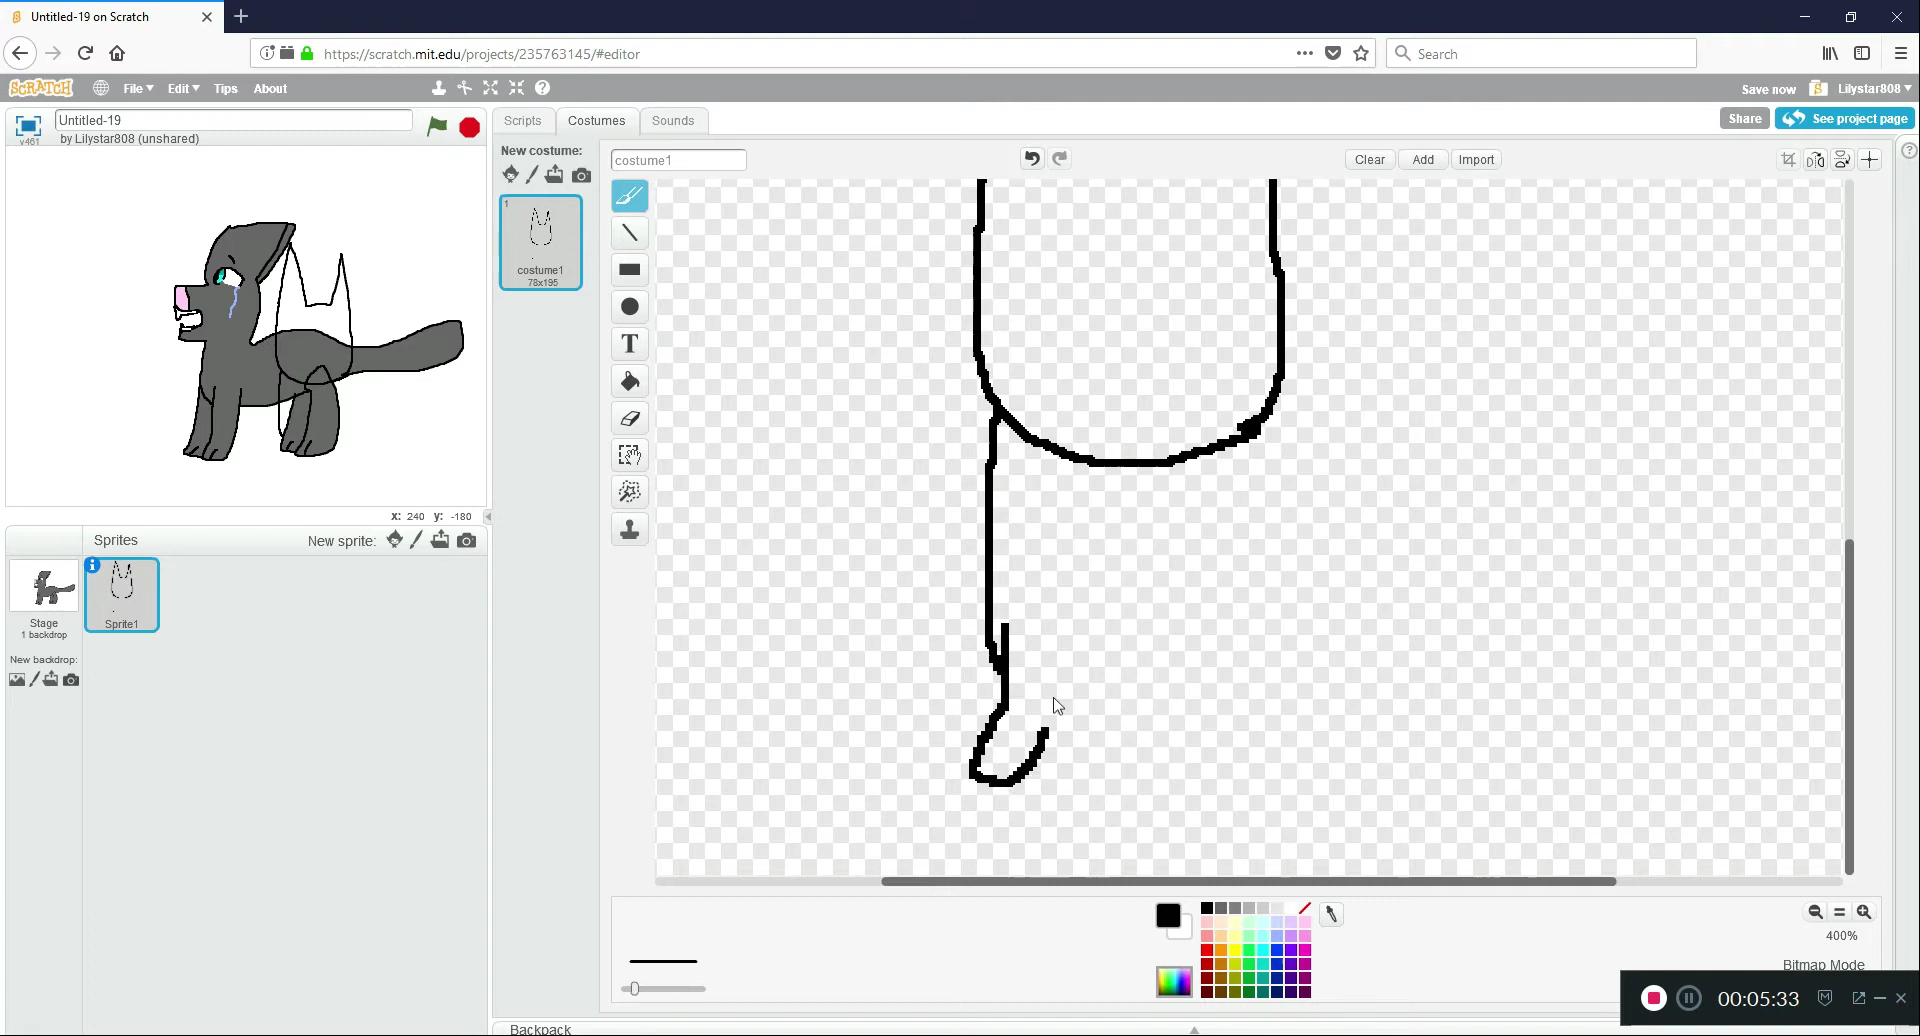 Untitled-19 on Scratch
https://scratch.mit.edu/projects/235763145/#editor
Search
SCRATCH
File
Edit
Tips
About
Save now
Lilystar808
Untitled-19
by Lilystar808 (unshared)
v461
Scripts
Costumes
Sounds
Share
See project page
New costume:
costume1
Clear
Add
Import
1
costume1
78x195
T
x: 240 y: -180
Sprites
New sprite:
Stage
1 backdrop
Sprite1
New backdrop:
400%
Bitmap Mode
00:05:33
Backpack